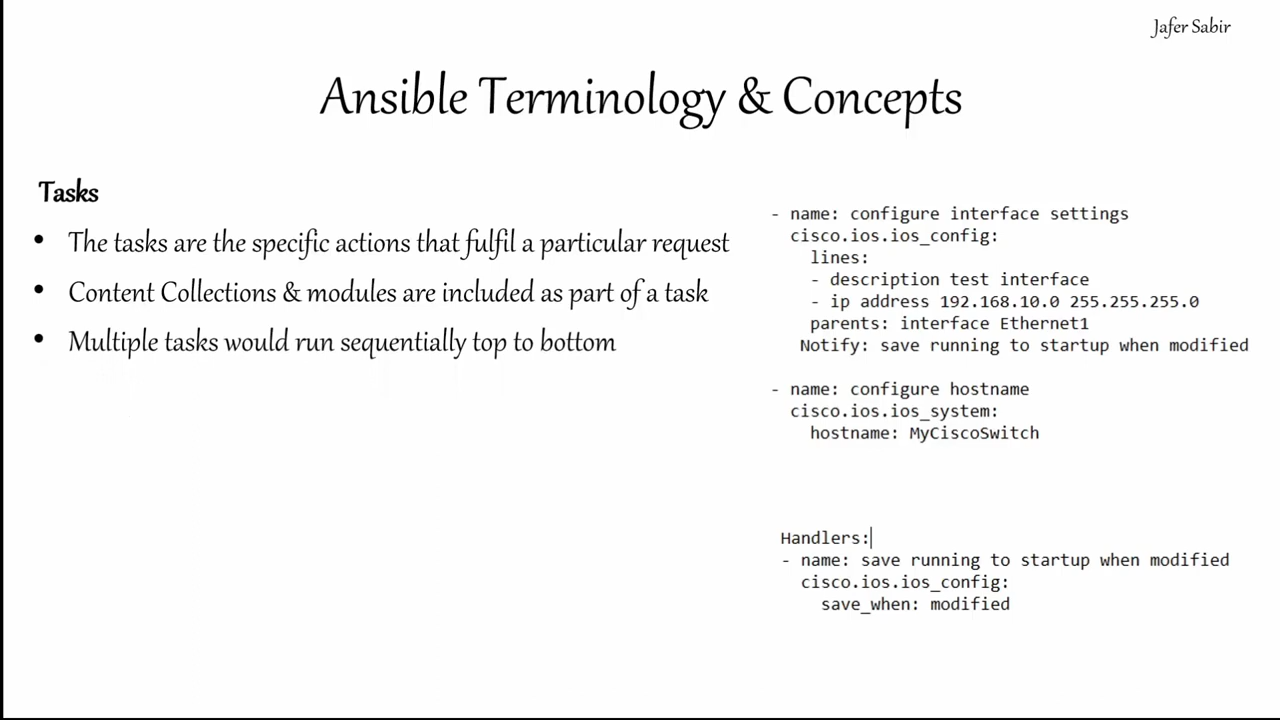 Jafer Sabir
Ansible Terminology & Concepts
Tasks
• The tasks are the specific actions that fulfil a particular request
• Content Collections & modules are included as part of a task
• Multiple tasks would run sequentially top to bottom
- name: configure interface settings
cisco.ios.ios_config:
lines:
- description test interface
- ip address 192.168.10.0 255.255.255.0
parents: interface Ethernet1
Notify: save running to startup when modified
- name: configure hostname
cisco.ios.ios_system:
hostname: MyCiscoSwitch
Handlers:
- name: save running to startup when modified
cisco.ios.ios_config:
save_when: modified